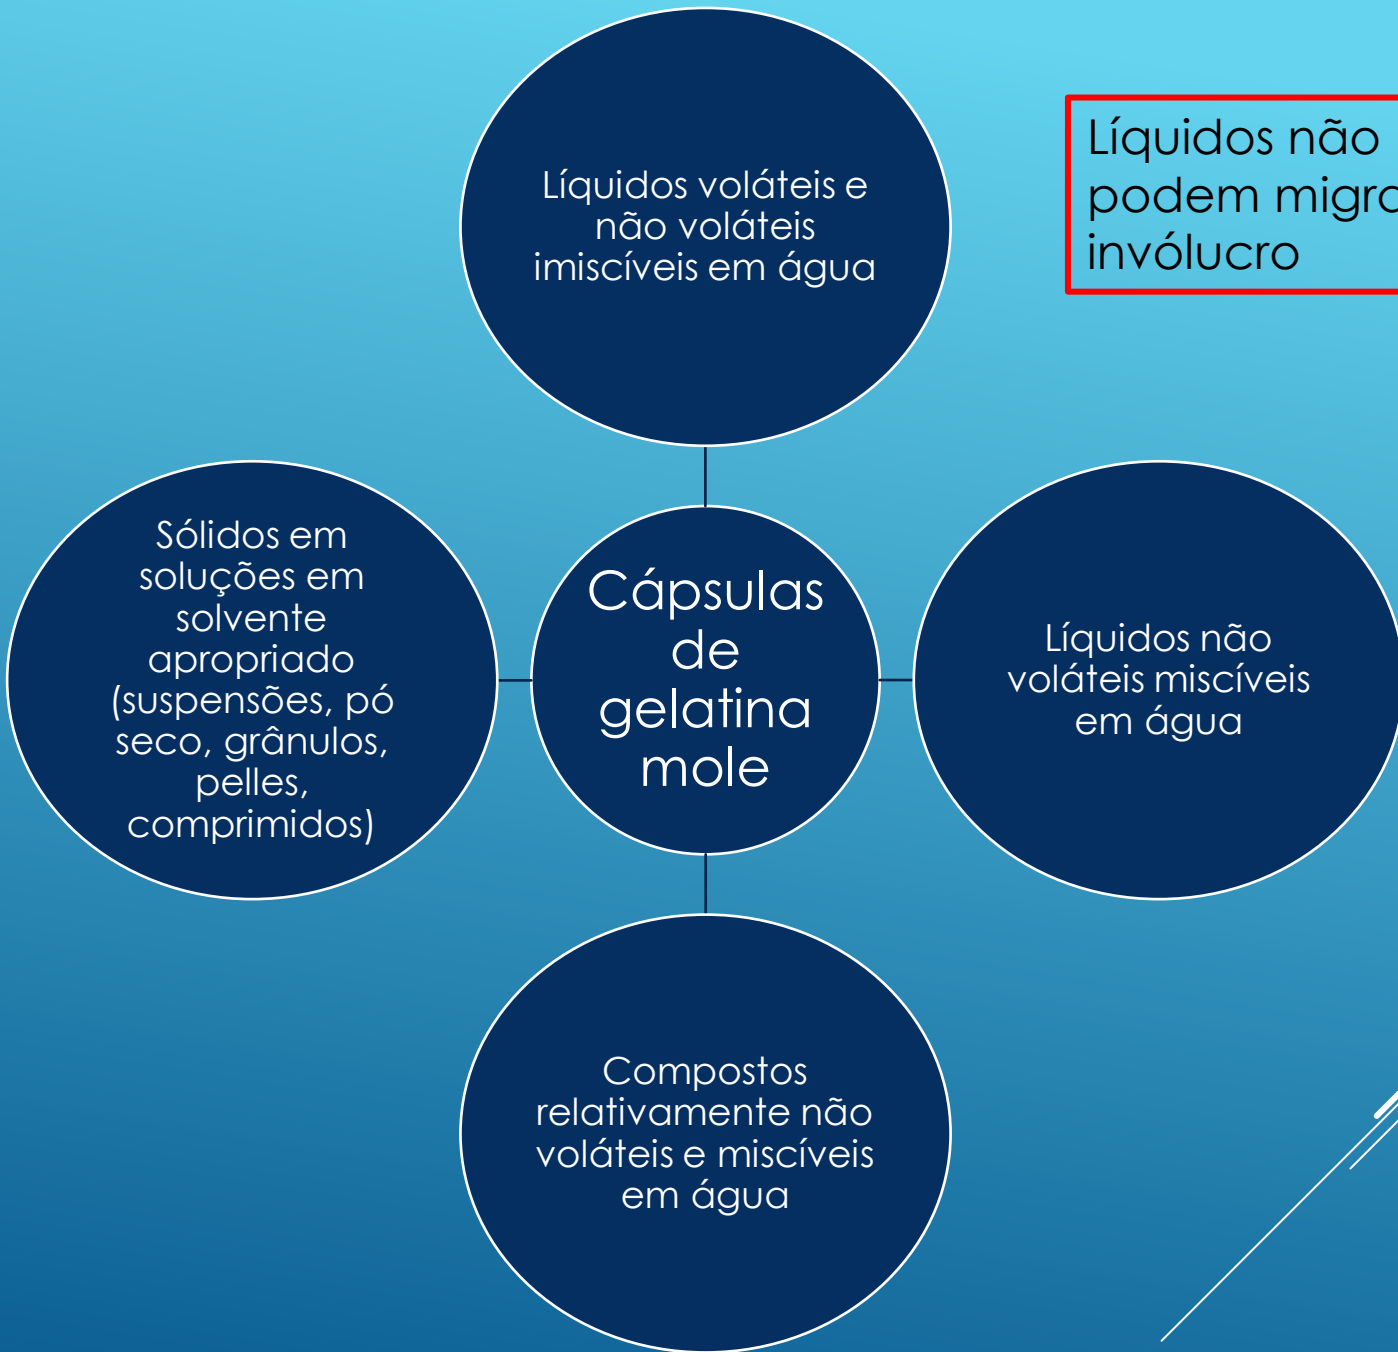 Líquidos voláteis e
não voláteis
imiscíveis em água
Líquidos não
podem migra
invólucro
Sólidos em
soluções em
solvente
apropriado
(suspensões, pó
seco, grânulos,
pelles,
comprimidos)
Cápsulas
de
gelatina
mole
Líquidos não
voláteis miscíveis
em água
Compostos
relativamente não
voláteis e miscíveis
em água